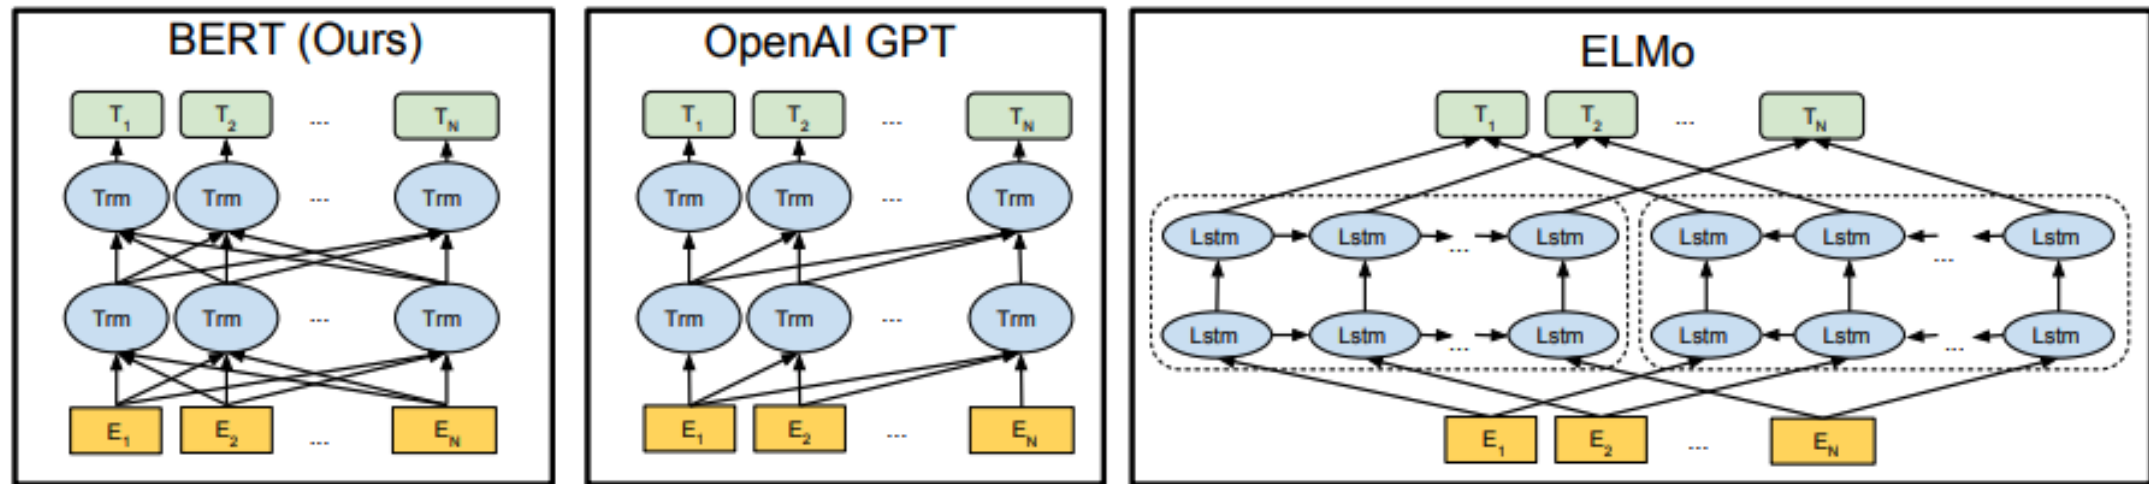 BERT (Ours)
T1 T2 ... TN
Trm Trm ... Trm
Trm Trm ... Trm
E1 E2 ... EN
OpenAI GPT
T1 T2 ... TN
Trm Trm ... Trm
Trm Trm ... Trm
E1 E2 ... EN
ELMo
T1 T2 ... TN
Lstm Lstm ... Lstm Lstm Lstm ... Lstm
Lstm Lstm ... Lstm Lstm Lstm ... Lstm
E1 E2 ... EN